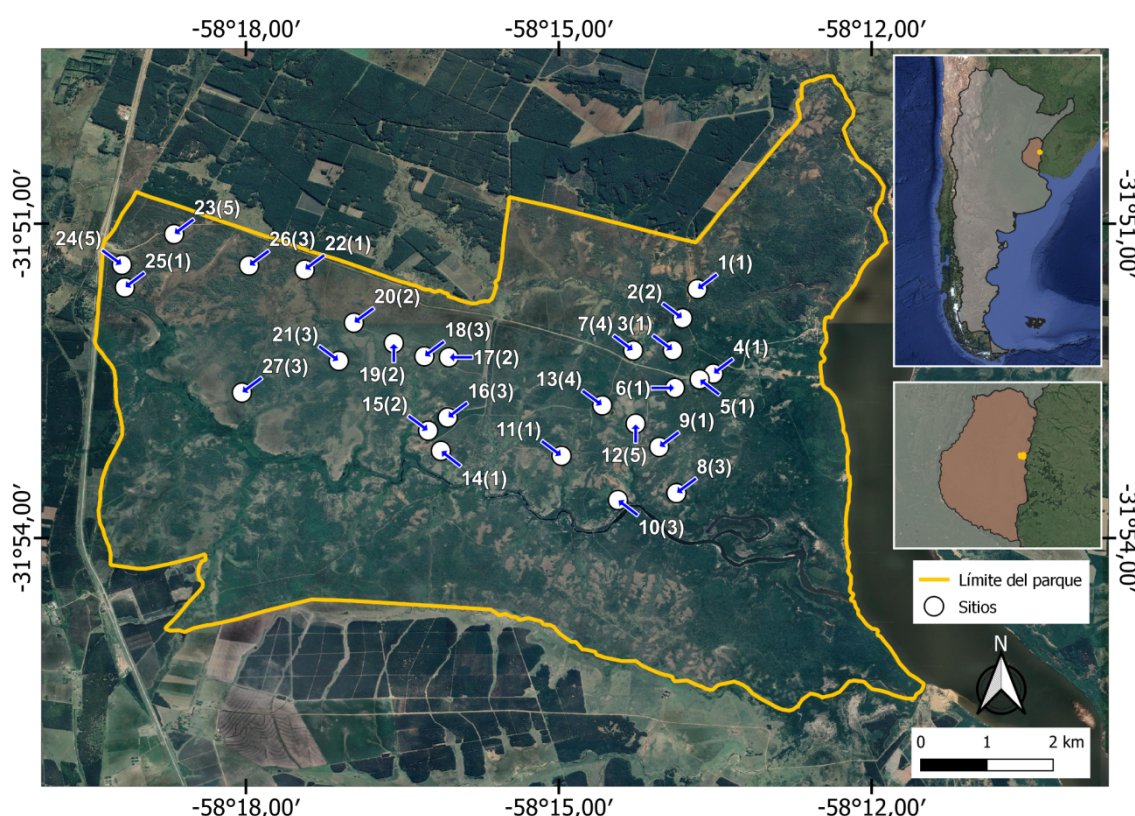 -58°18,00′ -58°15,00′ -58°12,00′
-31°51,00′ -31°51,00′
23(5)
24(5) 26(3) 22(1)
25(1)
1(1)
20(2) 2(2)
21(3) 18(3) 7(4) 3(1)
19(2) 17(2) 4(1)
27(3) 16(3) 13(4) 6(1) 5(1)
15(2) 11(1) 9(1)
14(1) 12(5)
8(3)
10(3)
-31°54,00′ -31°54,00′
Límite del parque
Sitios
N
0 1 2 km
-58°18,00′ -58°15,00′ -58°12,00′